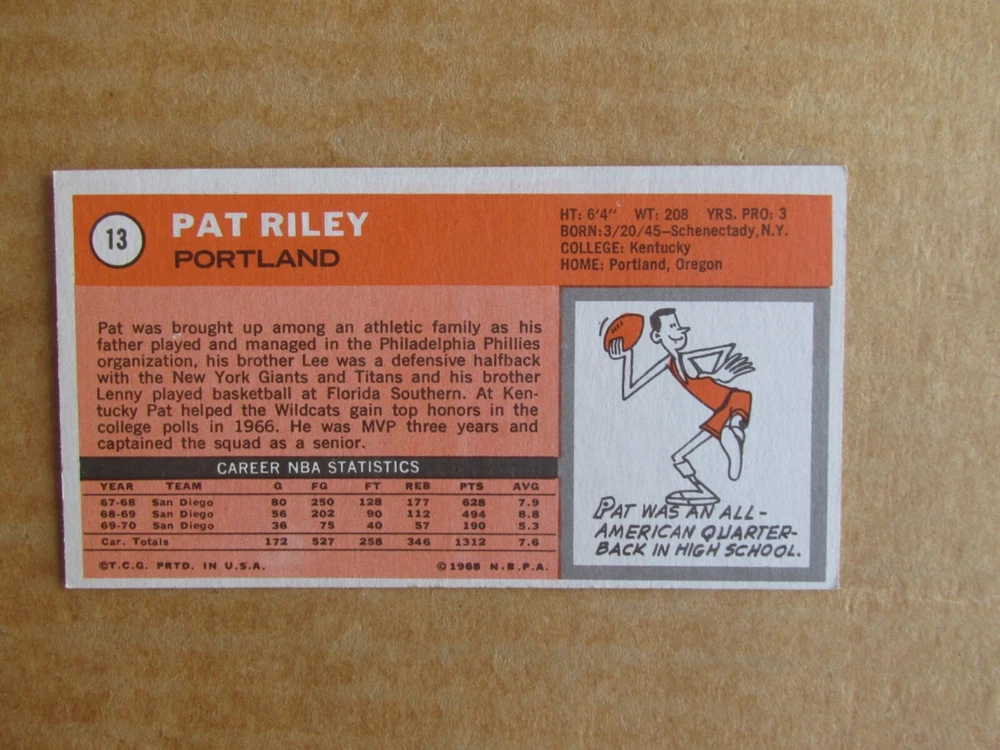 13
PAT RILEY
PORTLAND
HT: 6'4" WT: 208 YRS. PRO: 3
BORN: 3/20/45—Schenectady, N.Y.
COLLEGE: Kentucky
HOME: Portland, Oregon
Pat was brought up among an athletic family as his
father played and managed in the Philadelphia Phillies
organization, his brother Lee was a defensive halfback
with the New York Giants and Titans and his brother
Lenny played basketball at Florida Southern. At Ken-
tucky Pat helped the Wildcats gain top honors in the
college polls in 1966. He was MVP three years and
captained the squad as a senior.
CAREER NBA STATISTICS
YEAR TEAM G FG FT REB PTS AVG
67-68 San Diego 80 250 128 177 628 7.9
68-69 San Diego 56 202 90 112 494 8.8
69-70 San Diego 36 75 40 57 190 5.3
Car. Totals 172 527 258 346 1312 7.6
©T.C.G. PRTD. IN U.S.A. ©1968 N.B.P.A.
PAT WAS AN ALL-
AMERICAN QUARTER-
BACK IN HIGH SCHOOL.